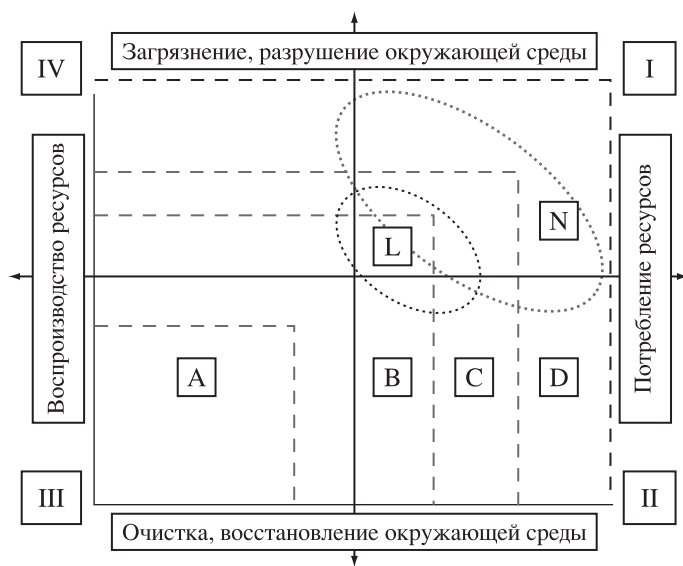 Загрязнение, разрушение окружающей среды
IV
I
Воспроизводство ресурсов
Потребление ресурсов
N
L
A
B
C
D
III
II
Очистка, восстановление окружающей среды